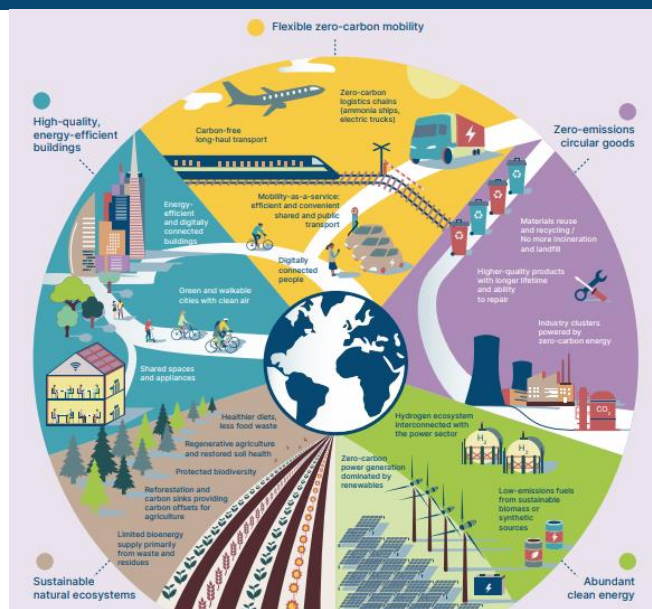 Flexible zero-carbon mobility
High-quality,
energy-efficient
buildings
Zero-emissions
circular goods
Zero-carbon
logistics chains
(ammonia ships,
electric trucks)
Carbon-free
long-haul transport
Mobility-as-a-service:
efficient and convenient
shared and public
transport
Digitally
connected
people
Energy-
efficient
and digitally
connected
buildings
Green and walkable
cities with clean air
Shared spaces
and appliances
Materials reuse
and recycling /
No more incineration
and landfill
Higher-quality products
with longer lifetime
and ability
to repair
Industry clusters
powered by
zero-carbon energy
CO2
Healthier diets,
less food waste
Regenerative agriculture
and restored soil health
Protected biodiversity
Reforestation and
carbon sinks providing
carbon offsets for
agriculture
Limited bioenergy
supply primarily
from waste and
residues
Hydrogen ecosystem
interconnected with
the power sector
H2
H2
Zero-carbon
power generation
dominated by
renewables
Low-emissions fuels
from sustainable
biomass or
synthetic
sources
Sustainable
natural ecosystems
Abundant
clean energy